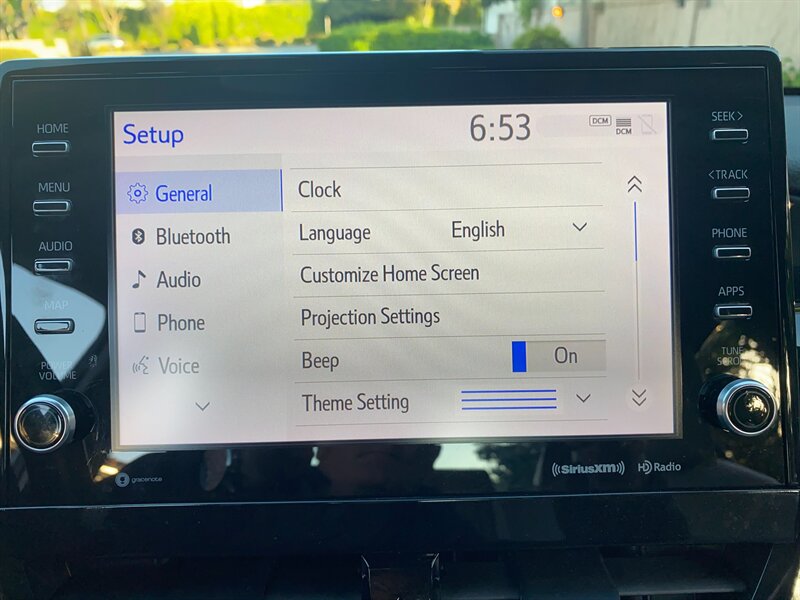 HOME
MENU
AUDIO
MAP
POWER
VOLUME
Setup
6:53
DCM
DCM
General
Bluetooth
Audio
Phone
Voice
Clock
Language English
Customize Home Screen
Projection Settings
Beep On
Theme Setting
SEEK >
< TRACK
PHONE
APPS
TUNE
SCROLL
gracenote
((SiriusXM))
HD Radio